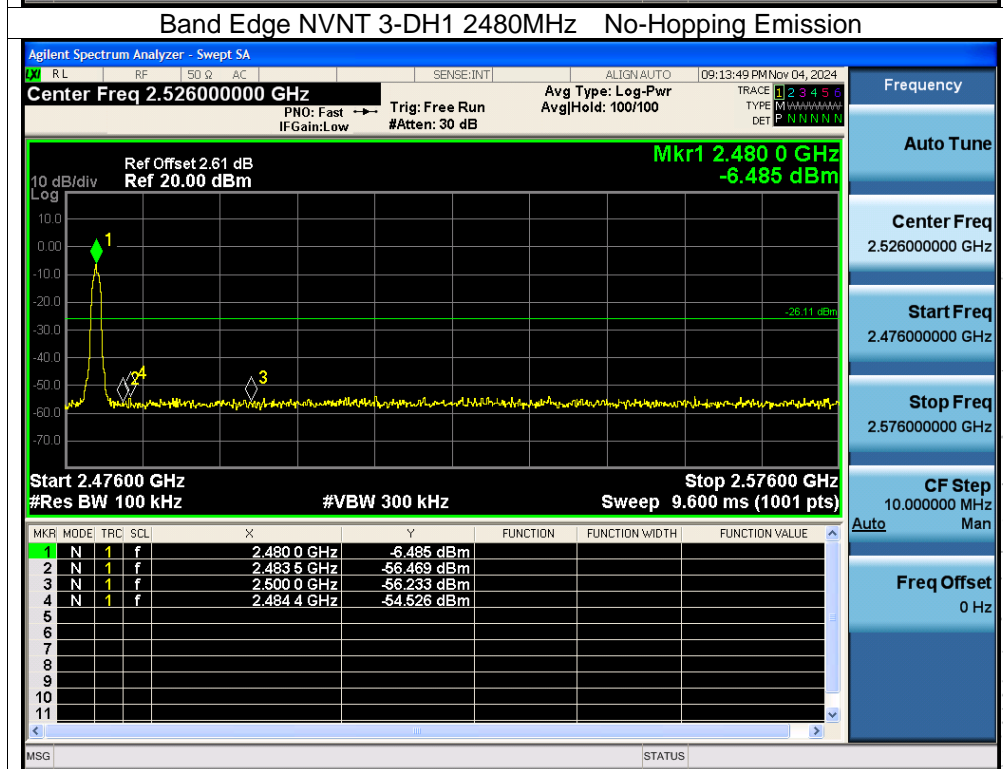 Band Edge NVNT 3-DH1 2480MHz No-Hopping Emission
Agilent Spectrum Analyzer - Swept SA
RL RF 50 Ω AC SENSE:INT ALIGN AUTO 09:13:49 PM Nov 04, 2024
Center Freq 2.526000000 GHz
PNO: Fast
IFGain:Low
Trig: Free Run
#Atten: 30 dB
Avg Type: Log-Pwr
Avg|Hold: 100/100
TRACE 1 2 3 4 5 6
TYPE M
DET P N N N N N
Ref Offset 2.61 dB
Ref 20.00 dBm
10 dB/div
Log
Mkr1 2.480 0 GHz
-6.485 dBm
10.0
0.00
-10.0
-20.0
-30.0
-40.0
-50.0
-60.0
-70.0
1
-26.11 dBm
2
4
3
Start 2.47600 GHz Stop 2.57600 GHz
#Res BW 100 kHz #VBW 300 kHz Sweep 9.600 ms (1001 pts)
MKR MODE TRC SCL X Y FUNCTION FUNCTION WIDTH FUNCTION VALUE
1 N 1 f 2.480 0 GHz -6.485 dBm
2 N 1 f 2.483 5 GHz -56.469 dBm
3 N 1 f 2.500 0 GHz -56.233 dBm
4 N 1 f 2.484 4 GHz -54.526 dBm
5
6
7
8
9
10
11
MSG STATUS
Frequency
Auto Tune
Center Freq
2.526000000 GHz
Start Freq
2.476000000 GHz
Stop Freq
2.576000000 GHz
CF Step
10.000000 MHz
Auto Man
Freq Offset
0 Hz